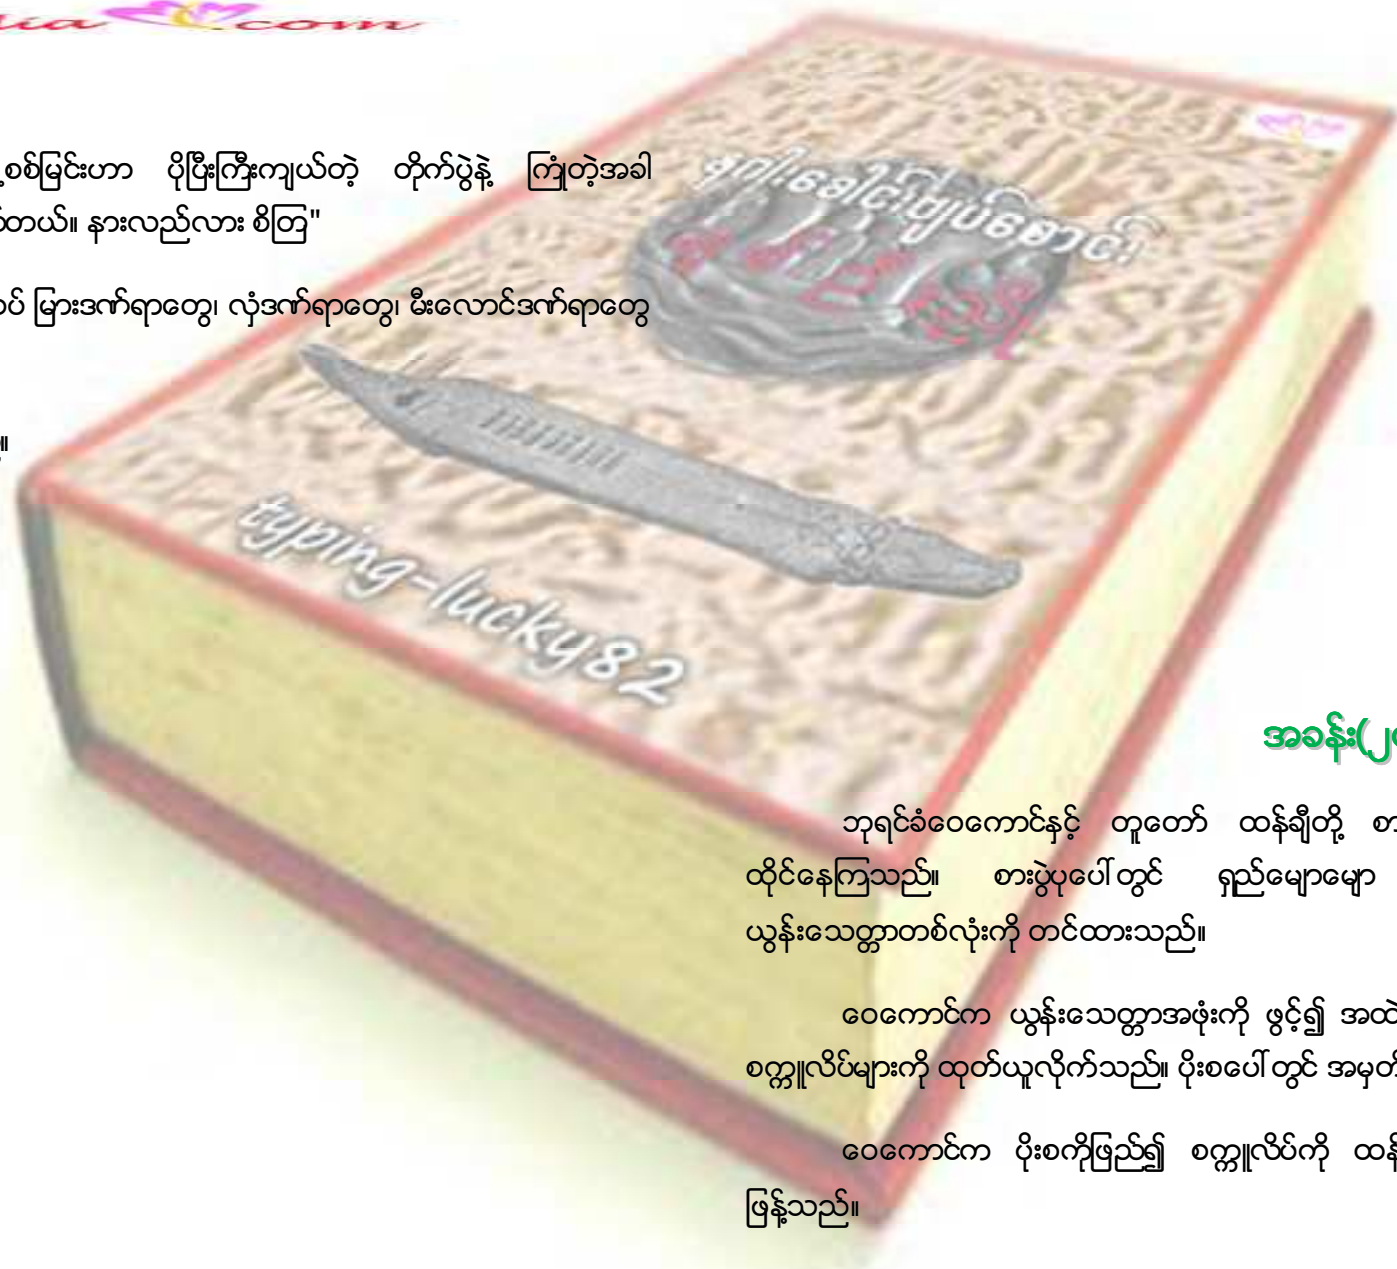 com
စစ်မြင်းဟာ ပိုပြီးကြီးကျယ်တဲ့ တိုက်ပွဲနဲ့ ကြုံတဲ့အခါ
တယ်။ နားလည်လား စိတြ"
မြားဒဏ်ရာတွေ၊ လှံဒဏ်ရာတွေ၊ မီးလောင်ဒဏ်ရာတွေ
typing-lucky82
အခန်း(၂
ဘုရင်ခံဝေကောင်နှင့် တူတော် ထန်ချီတို့ စာ
ထိုင်နေကြသည်။ စားပွဲပုပေါ်တွင် ရှည်မျောမျော
ယွန်းသေတ္တာတစ်လုံးကို တင်ထားသည်။
ဝေကောင်က ယွန်းသေတ္တာအဖုံးကို ဖွင့်၍ အထဲ
စက္ကူလိပ်များကို ထုတ်ယူလိုက်သည်။ ပိုးစပေါ်တွင် အမှတ်
ဝေကောင်က ပိုးစကိုဖြည်၍ စက္ကူလိပ်ကို ထန်
ဖြန့်သည်။